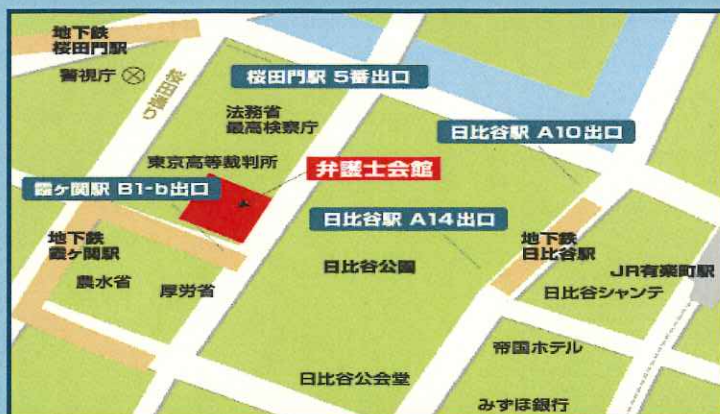 地下鉄
桜田門駅
警視庁
桜田通り
桜田門駅 5番出口
法務省
最高検察庁
日比谷駅 A10出口
東京高等裁判所
弁護士会館
霞ヶ関駅 B1-b出口
日比谷駅 A14出口
地下鉄
霞ヶ関駅
地下鉄
日比谷駅
日比谷公園
JR有楽町駅
農水省
厚労省
日比谷シャンテ
帝国ホテル
日比谷公会堂
みずほ銀行